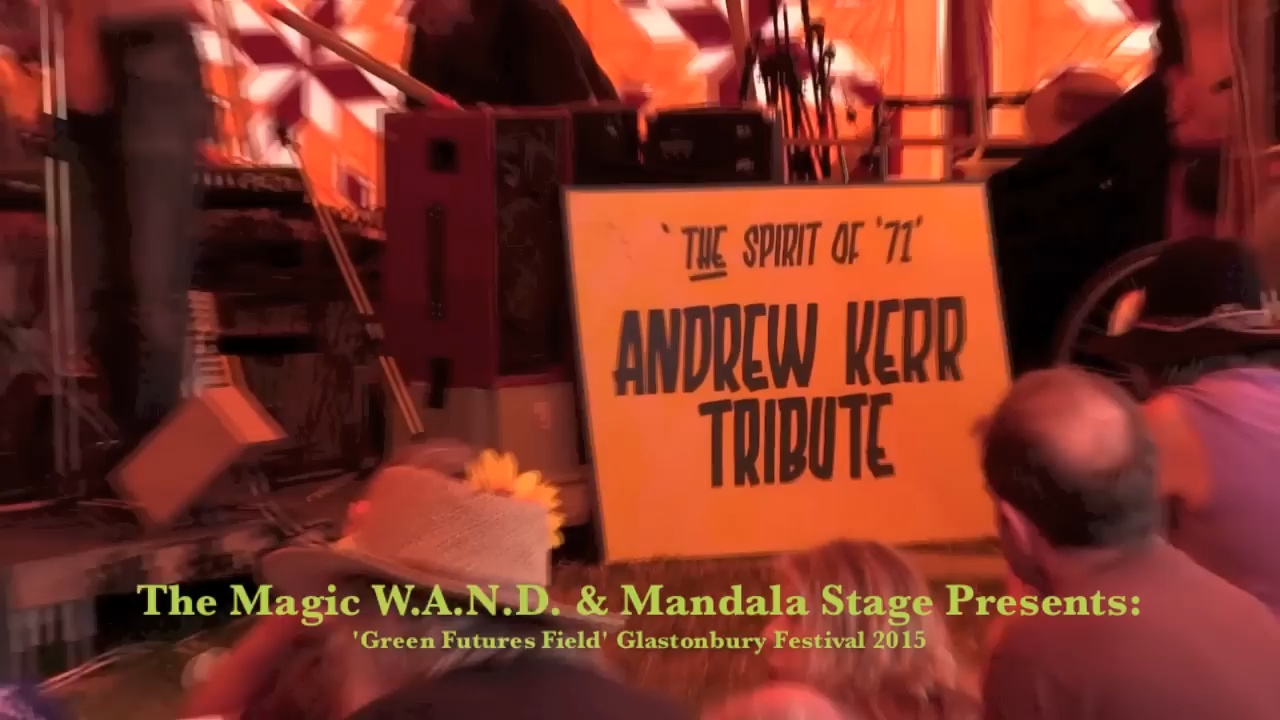 'THE SPIRIT OF '71'
ANDREW KERR
TRIBUTE
The Magic W.A.N.D. & Mandala Stage Presents:
'Green Futures Field' Glastonbury Festival 2015